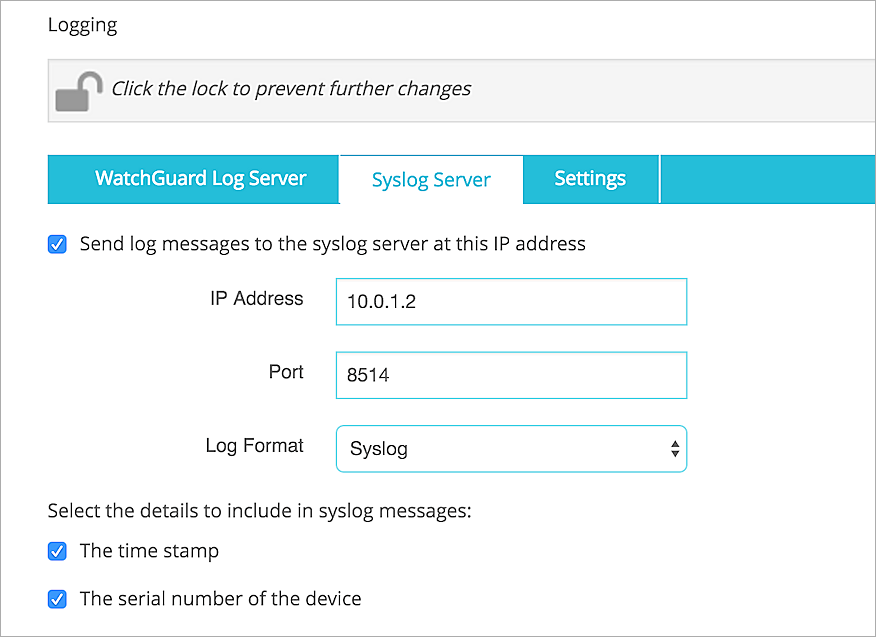 Logging
Click the lock to prevent further changes
WatchGuard Log Server
Syslog Server
Settings
Send log messages to the syslog server at this IP address
IP Address
10.0.1.2
Port
8514
Log Format
Syslog
Select the details to include in syslog messages:
The time stamp
The serial number of the device